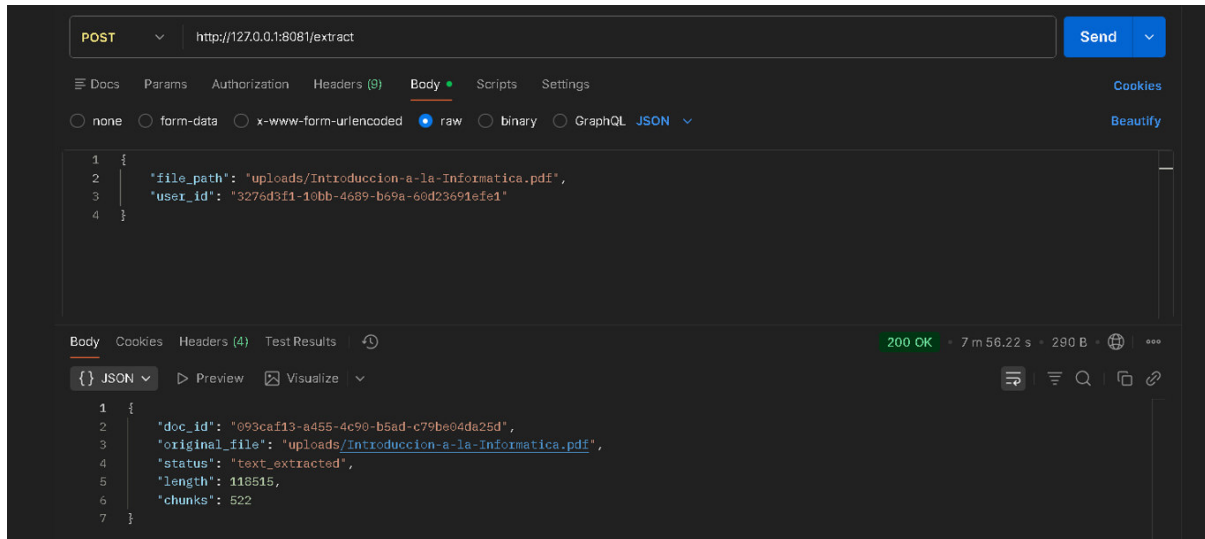 POST http://127.0.0.1:8081/extract Send
Docs Params Authorization Headers (9) Body Scripts Settings Cookies
none form-data x-www-form-urlencoded raw binary GraphQL JSON Beautify
1 {
2 "file_path": "uploads/Introduccion-a-la-Informatica.pdf",
3 "user_id": "3276d3f1-10bb-4689-b69a-60d23691efe1"
4 }
Body Cookies Headers (4) Test Results 200 OK • 7 m 56.22 s • 290 B •
{} JSON Preview Visualize
1 {
2 "doc_id": "093caf13-a455-4c90-b5ad-c79be04da25d",
3 "original_file": "uploads/Introduccion-a-la-Informatica.pdf",
4 "status": "text_extracted",
5 "length": 118515,
6 "chunks": 522
7 }